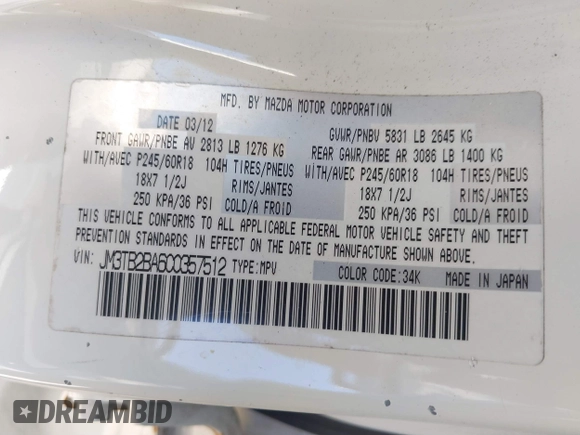 MFD. BY MAZDA MOTOR CORPORATION
DATE 03/12 GVWR/PNBV 5831 LB 2645 KG
FRONT GAWR/PNBE AV 2813 LB 1276 KG REAR GAWR/PNBE AR 3086 LB 1400 KG
WITH/AVEC P245/60R18 104H TIRES/PNEUS WITH/AVEC P245/60R18 104H TIRES/PNEUS
18X7 1/2J RIMS/JANTES 18X7 1/2J RIMS/JANTES
250 KPA/36 PSI COLD/A FROID 250 KPA/36 PSI COLD/A FROID
THIS VEHICLE CONFORMS TO ALL APPLICABLE FEDERAL MOTOR VEHICLE SAFETY AND THEFT
PREVENTION STANDARDS IN EFFECT ON THE DATE OF MANUFACTURE SHOWN ABOVE.
VIN: JM3TB2BA6C0357512 TYPE:MPV COLOR CODE:34K MADE IN JAPAN
DREAMBID